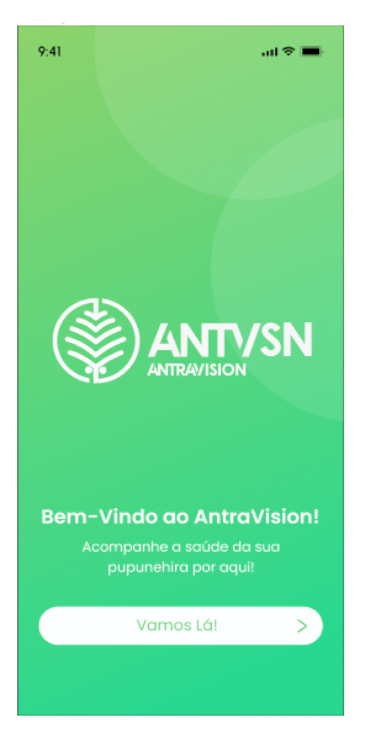 9:41
ANTVSN
ANTRAVISION
Bem-Vindo ao AntraVision!
Acompanhe a saúde da sua
pupunehira por aqui!
Vamos Lá!